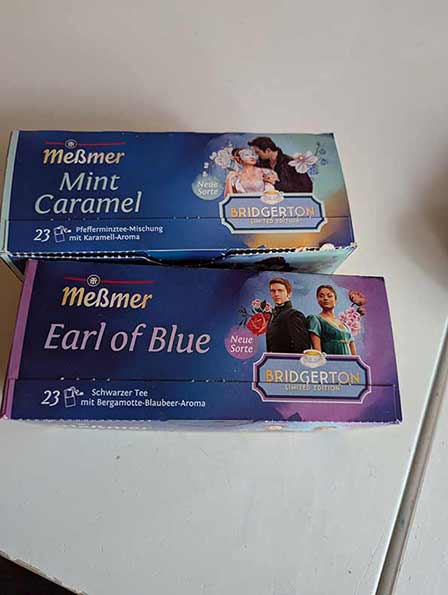 Meßmer
Mint
Caramel
Neue
Sorte
BRIDGERTON
LIMITED EDITION
23 Pfefferminztee-Mischung
mit Karamell-Aroma
Meßmer
Earl of Blue
Neue
Sorte
BRIDGERTON
LIMITED EDITION
23 Schwarzer Tee
mit Bergamotte-Blaubeer-Aroma